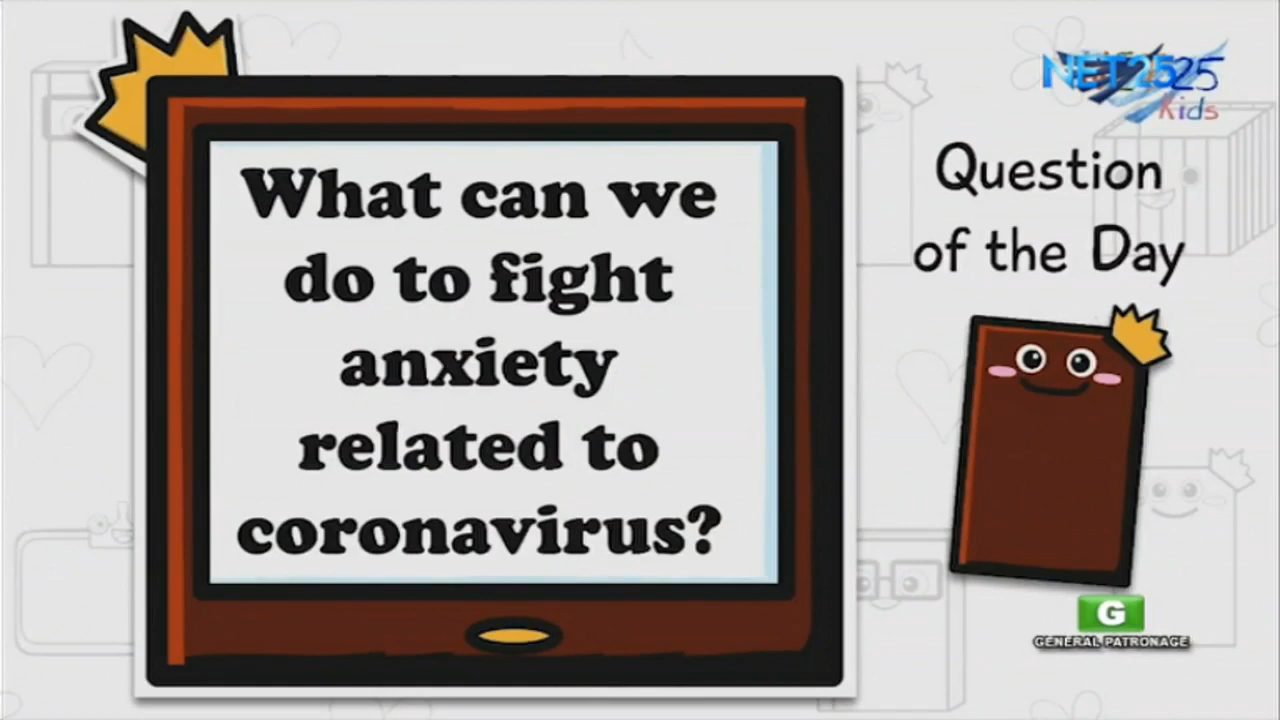 What can we
do to fight
anxiety
related to
coronavirus?
NET25
Kids
Question
of the Day
G
GENERAL PATRONAGE